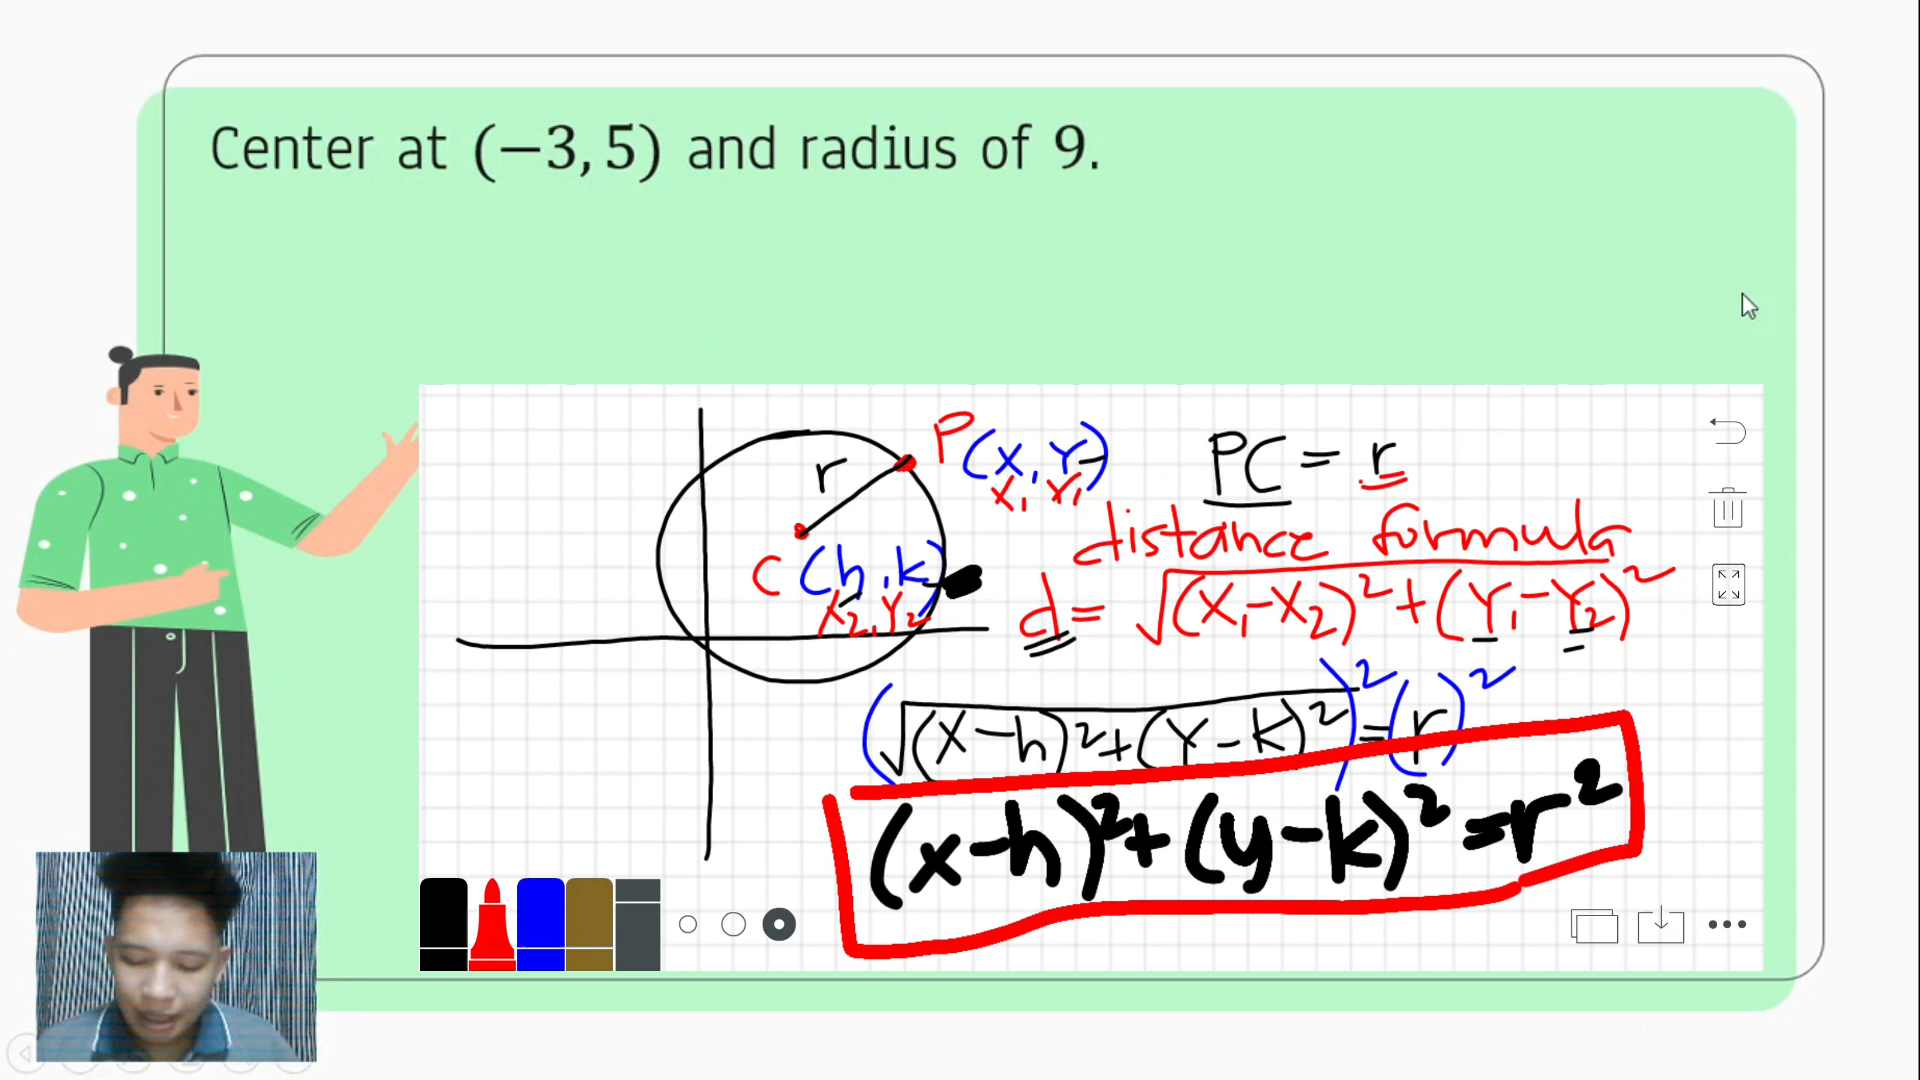 Center at (−3, 5) and radius of 9.
P (x, y)
x₁ y₁
r
C (h, k)
x₂, y₂
PC = r
distance formula
d = √(x₁−x₂)² + (y₁−y₂)²
(√(x−h)² + (y−k)²)² = (r)²
(x−h)² + (y−k)² = r²